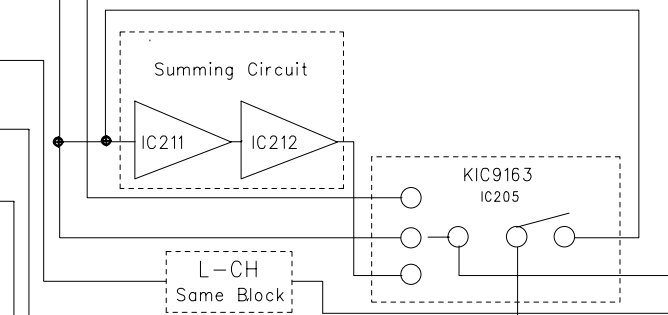 Summing Circuit
IC211
IC212
KIC9163
IC205
L-CH
Same Block